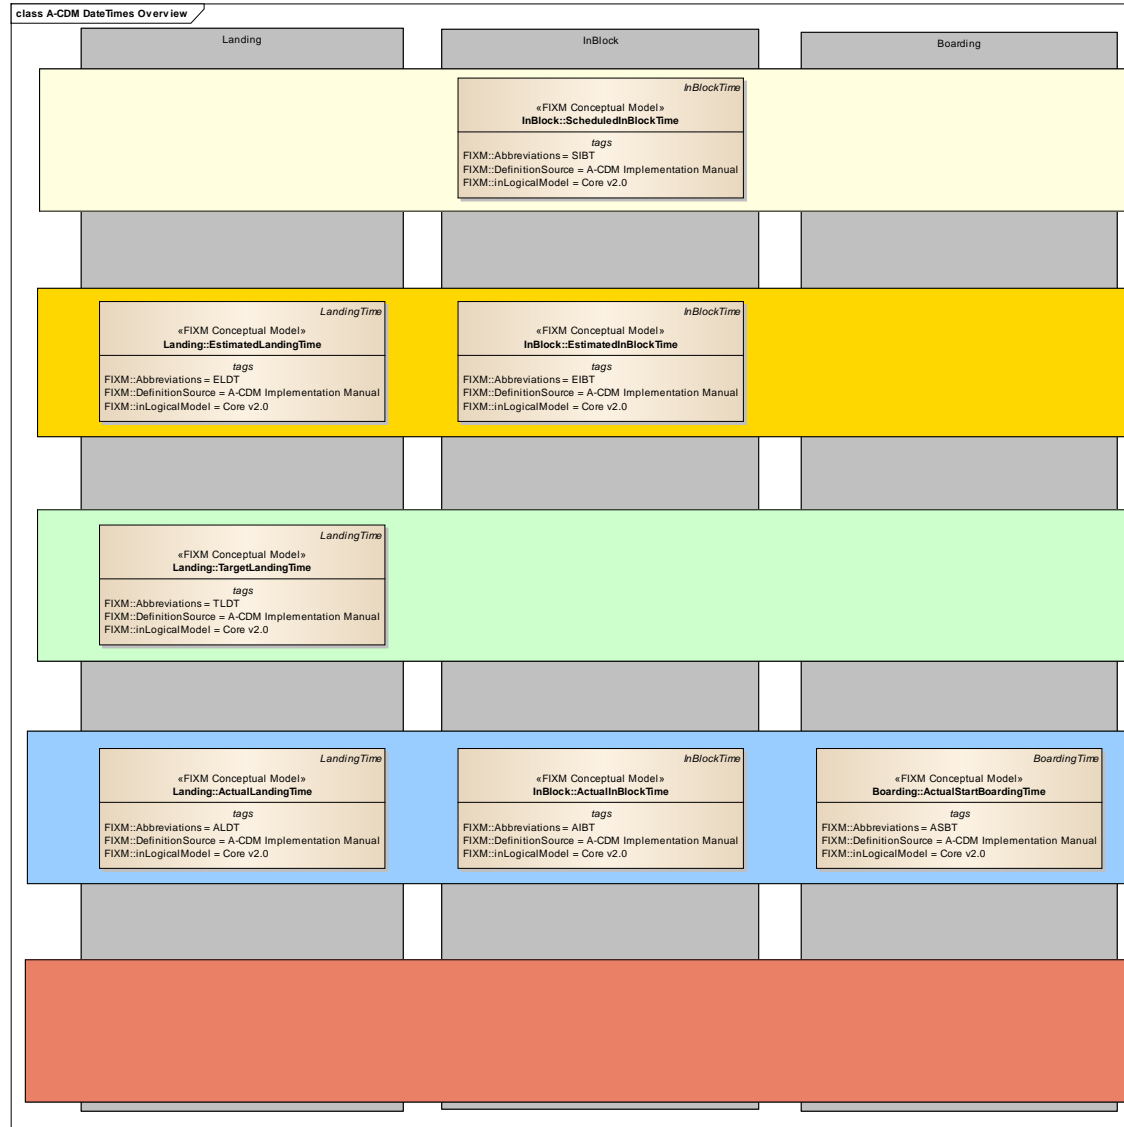 class A-CDM DateTimes Overview
Landing
InBlock
Boarding
InBlockTime
«FIXM Conceptual Model»
InBlock::ScheduledInBlockTime
tags
FIXM::Abbreviations = SIBT
FIXM::DefinitionSource = A-CDM Implementation Manual
FIXM::inLogicalModel = Core v2.0
LandingTime
«FIXM Conceptual Model»
Landing::EstimatedLandingTime
tags
FIXM::Abbreviations = ELDT
FIXM::DefinitionSource = A-CDM Implementation Manual
FIXM::inLogicalModel = Core v2.0
InBlockTime
«FIXM Conceptual Model»
InBlock::EstimatedInBlockTime
tags
FIXM::Abbreviations = EIBT
FIXM::DefinitionSource = A-CDM Implementation Manual
FIXM::inLogicalModel = Core v2.0
LandingTime
«FIXM Conceptual Model»
Landing::TargetLandingTime
tags
FIXM::Abbreviations = TLDT
FIXM::DefinitionSource = A-CDM Implementation Manual
FIXM::inLogicalModel = Core v2.0
LandingTime
«FIXM Conceptual Model»
Landing::ActualLandingTime
tags
FIXM::Abbreviations = ALDT
FIXM::DefinitionSource = A-CDM Implementation Manual
FIXM::inLogicalModel = Core v2.0
InBlockTime
«FIXM Conceptual Model»
InBlock::ActualInBlockTime
tags
FIXM::Abbreviations = AIBT
FIXM::DefinitionSource = A-CDM Implementation Manual
FIXM::inLogicalModel = Core v2.0
BoardingTime
«FIXM Conceptual Model»
Boarding::ActualStartBoardingTime
tags
FIXM::Abbreviations = ASBT
FIXM::DefinitionSource = A-CDM Implementation Manual
FIXM::inLogicalModel = Core v2.0